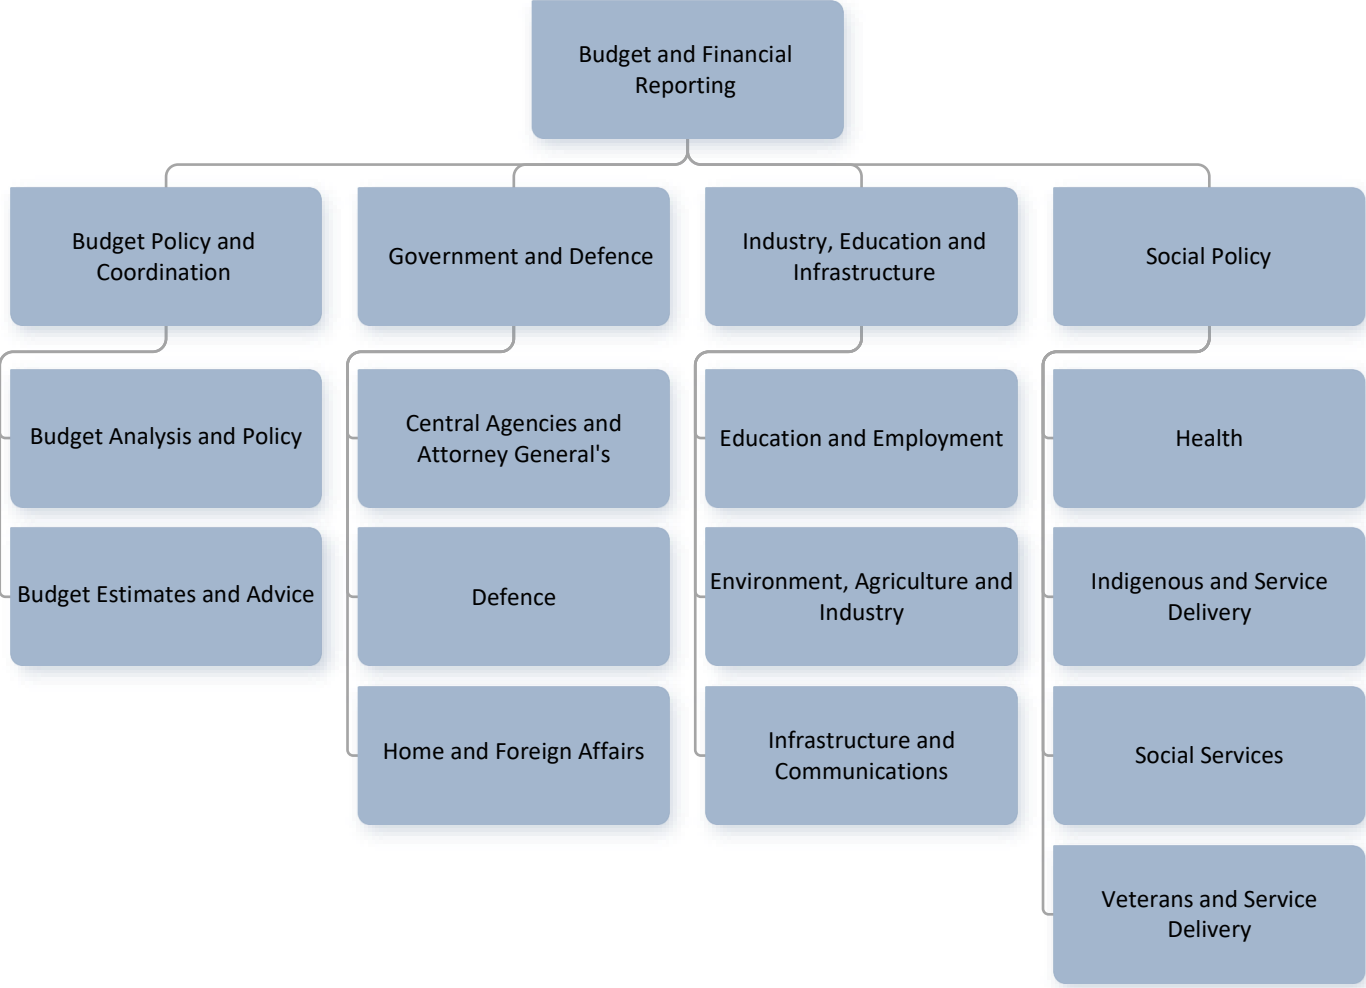 Budget and Financial
Reporting
Budget Policy and
Coordination
Government and Defence
Industry, Education and
Infrastructure
Social Policy
Budget Analysis and Policy
Budget Estimates and Advice
Central Agencies and
Attorney General's
Defence
Home and Foreign Affairs
Education and Employment
Environment, Agriculture and
Industry
Infrastructure and
Communications
Health
Indigenous and Service
Delivery
Social Services
Veterans and Service
Delivery